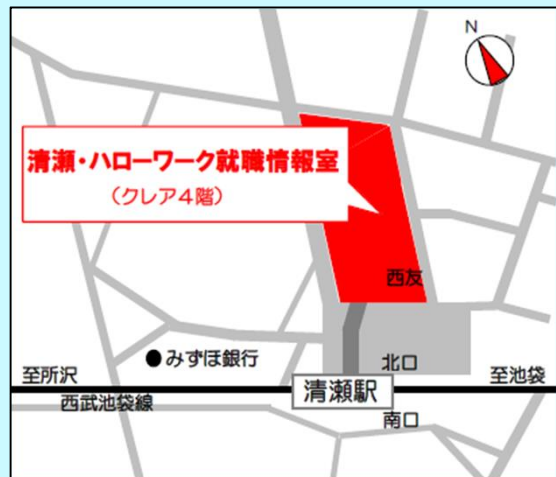 N
清瀬・ハローワーク就職情報室
（クレア４階）
西友
●みずほ銀行
北口
至所沢
至池袋
清瀬駅
西武池袋線
南口